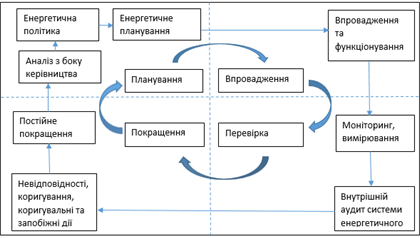 Енергетична
політика
Енергетичне
планування
Впровадження
та
функціонування
Аналіз з боку
керівництва
Планування
Впровадження
Постійне
покращення
Покращення
Перевірка
Моніторинг,
вимірювання
Невідповідності,
коригування,
коригувальні та
запобіжні дії
Внутрішній
аудит системи
енергетичного